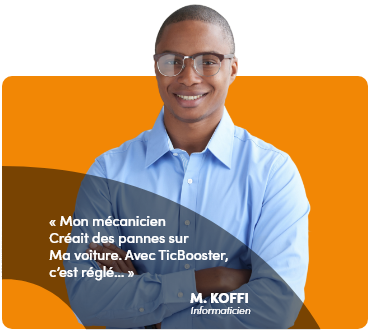 « Mon mécanicien
Créait des pannes sur
Ma voiture. Avec TicBooster,
c’est réglé... »
M. KOFFI
Informaticien